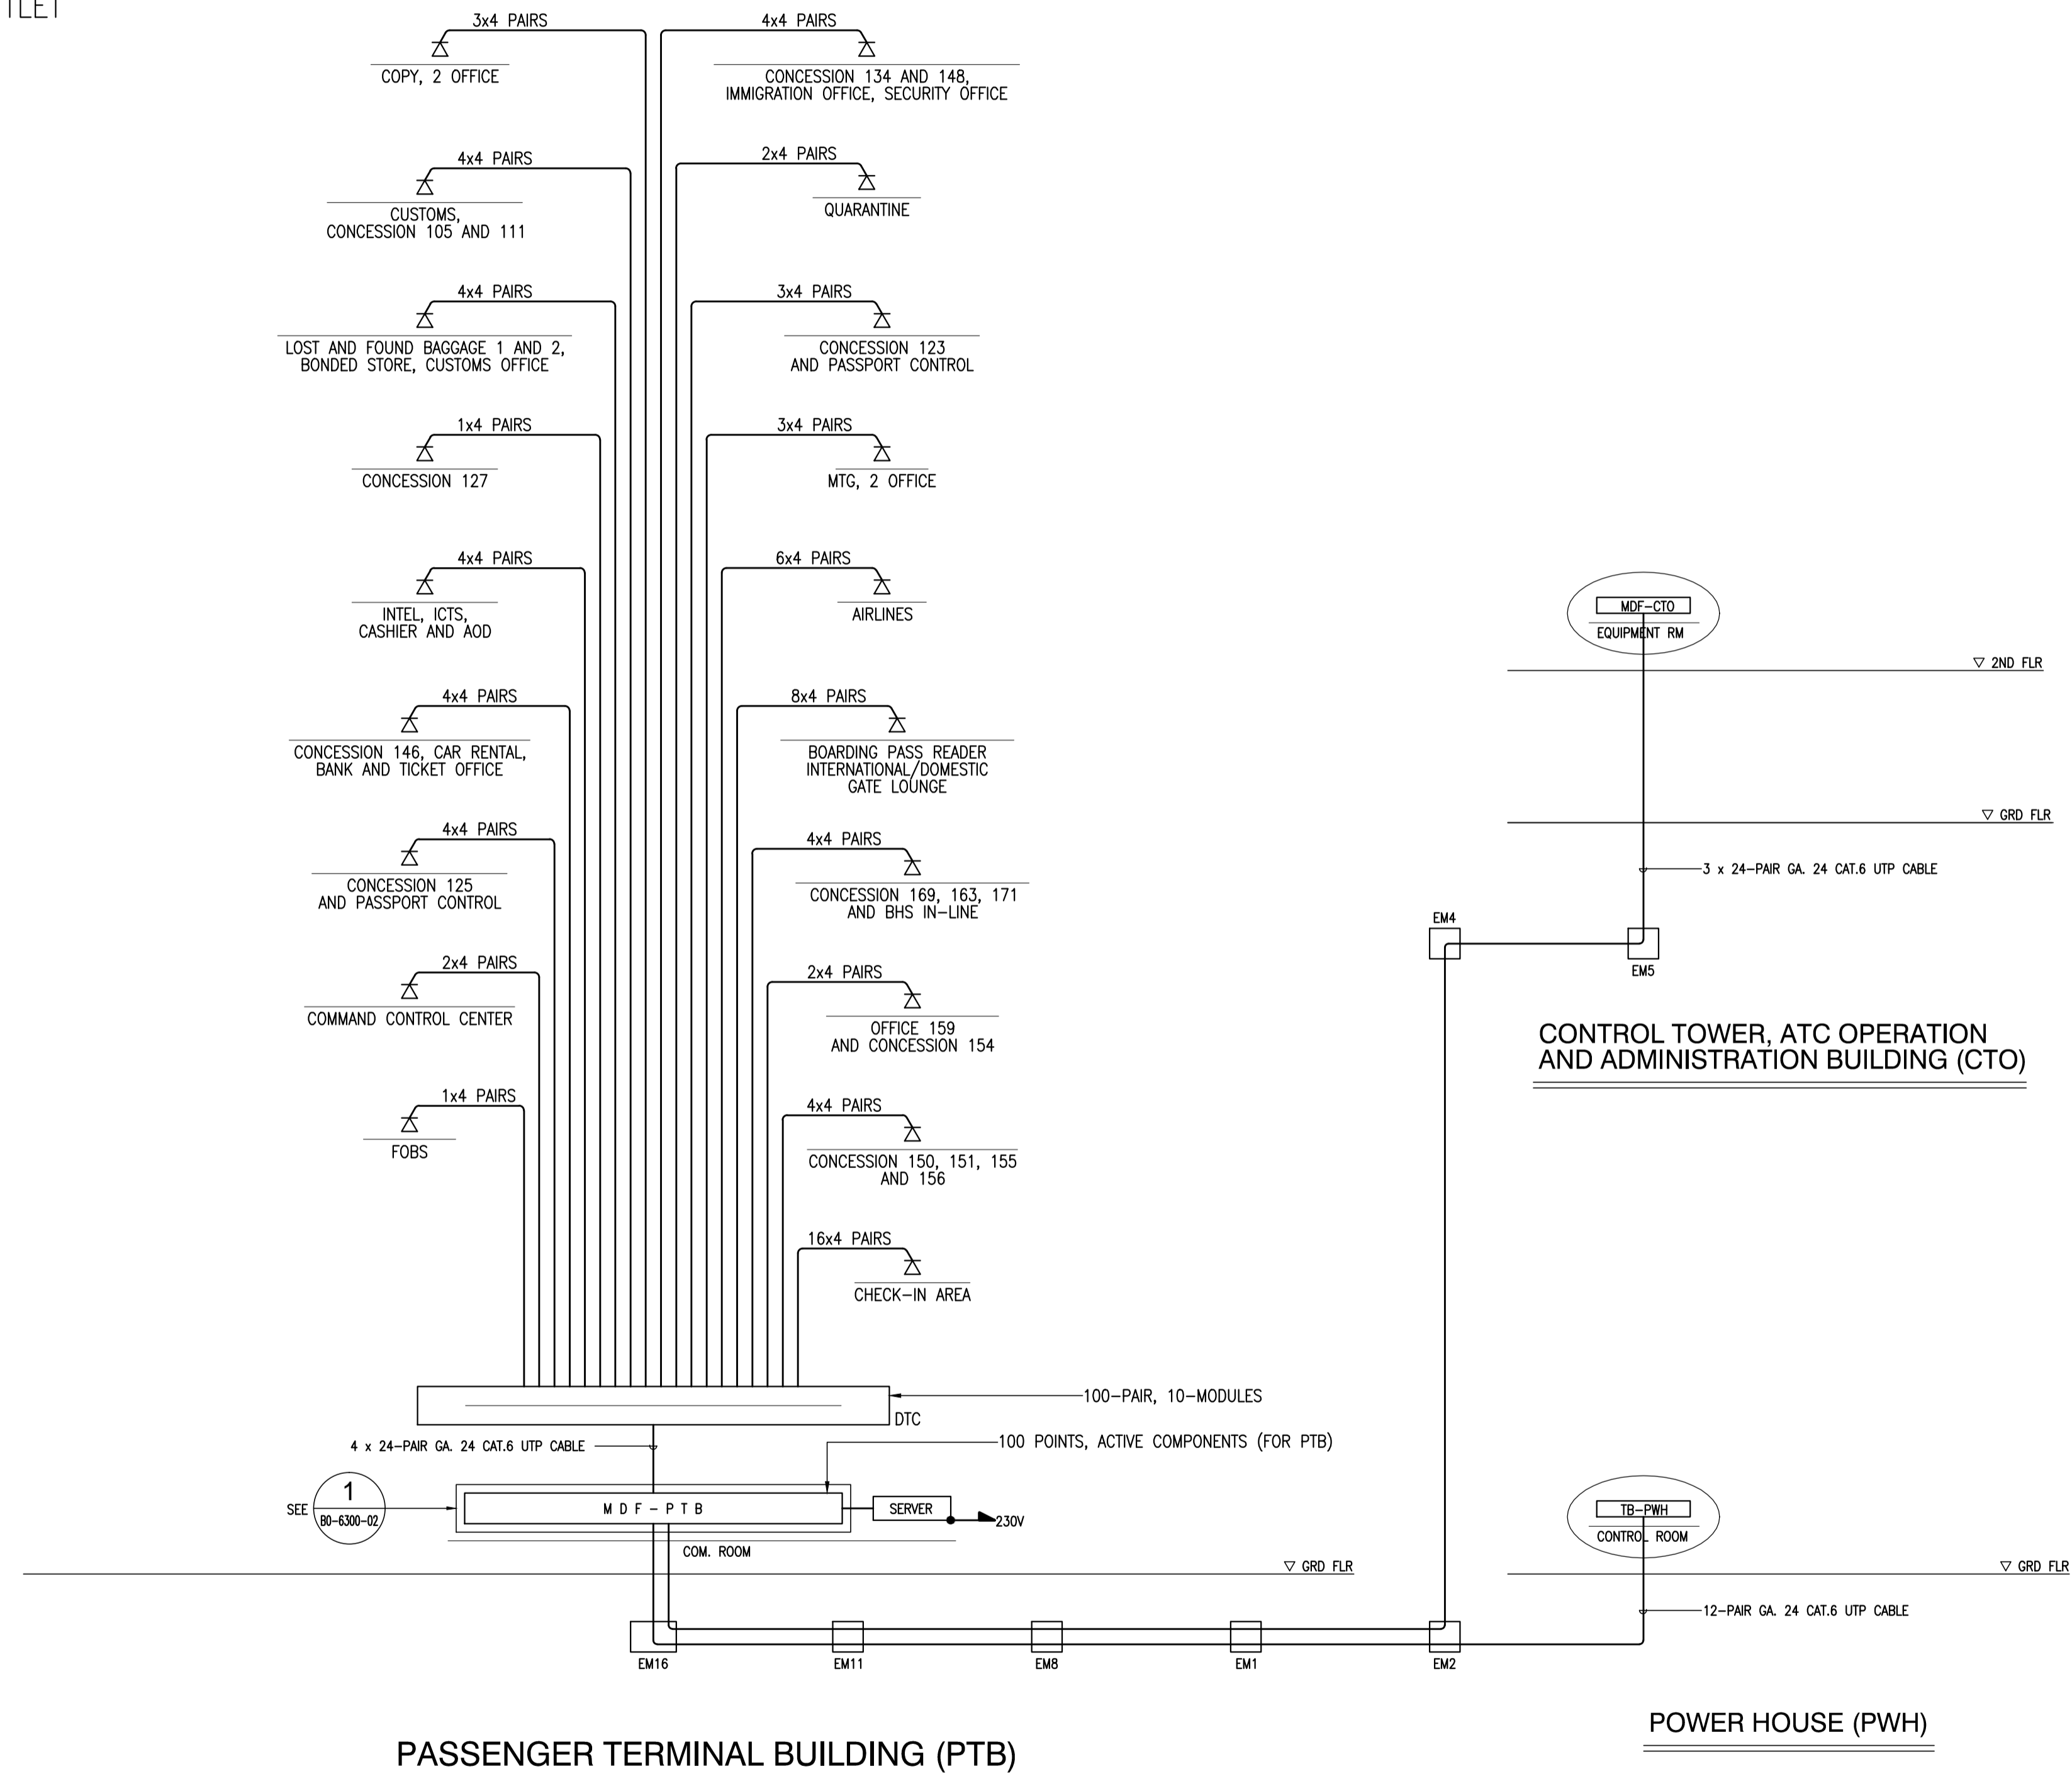 3x4 PAIRS
COPY, 2 OFFICE
4x4 PAIRS
CONCESSION 134 AND 148,
IMMIGRATION OFFICE, SECURITY OFFICE
4x4 PAIRS
CUSTOMS,
CONCESSION 105 AND 111
2x4 PAIRS
QUARANTINE
4x4 PAIRS
LOST AND FOUND BAGGAGE 1 AND 2,
BONDED STORE, CUSTOMS OFFICE
3x4 PAIRS
CONCESSION 123
AND PASSPORT CONTROL
1x4 PAIRS
CONCESSION 127
3x4 PAIRS
MTG, 2 OFFICE
4x4 PAIRS
INTEL, ICTS,
CASHIER AND AOD
6x4 PAIRS
AIRLINES
4x4 PAIRS
CONCESSION 146, CAR RENTAL,
BANK AND TICKET OFFICE
8x4 PAIRS
BOARDING PASS READER
INTERNATIONAL/DOMESTIC
GATE LOUNGE
4x4 PAIRS
CONCESSION 125
AND PASSPORT CONTROL
4x4 PAIRS
CONCESSION 169, 163, 171
AND BHS IN-LINE
2x4 PAIRS
COMMAND CONTROL CENTER
2x4 PAIRS
OFFICE 159
AND CONCESSION 154
1x4 PAIRS
FOBS
4x4 PAIRS
CONCESSION 150, 151, 155
AND 156
16x4 PAIRS
CHECK-IN AREA
100-PAIR, 10-MODULES
DTC
4 x 24-PAIR GA. 24 CAT.6 UTP CABLE
100 POINTS, ACTIVE COMPONENTS (FOR PTB)
SEE
1
B0-6300-02
MDF-PTB
SERVER
230V
COM. ROOM
GRD FLR
EM16
EM11
EM8
EM1
EM2
PASSENGER TERMINAL BUILDING (PTB)
MDF-CTO
EQUIPMENT RM
2ND FLR
GRD FLR
3 x 24-PAIR GA. 24 CAT.6 UTP CABLE
EM4
EM5
CONTROL TOWER, ATC OPERATION
AND ADMINISTRATION BUILDING (CTO)
TB-PWH
CONTROL ROOM
GRD FLR
12-PAIR GA. 24 CAT.6 UTP CABLE
POWER HOUSE (PWH)